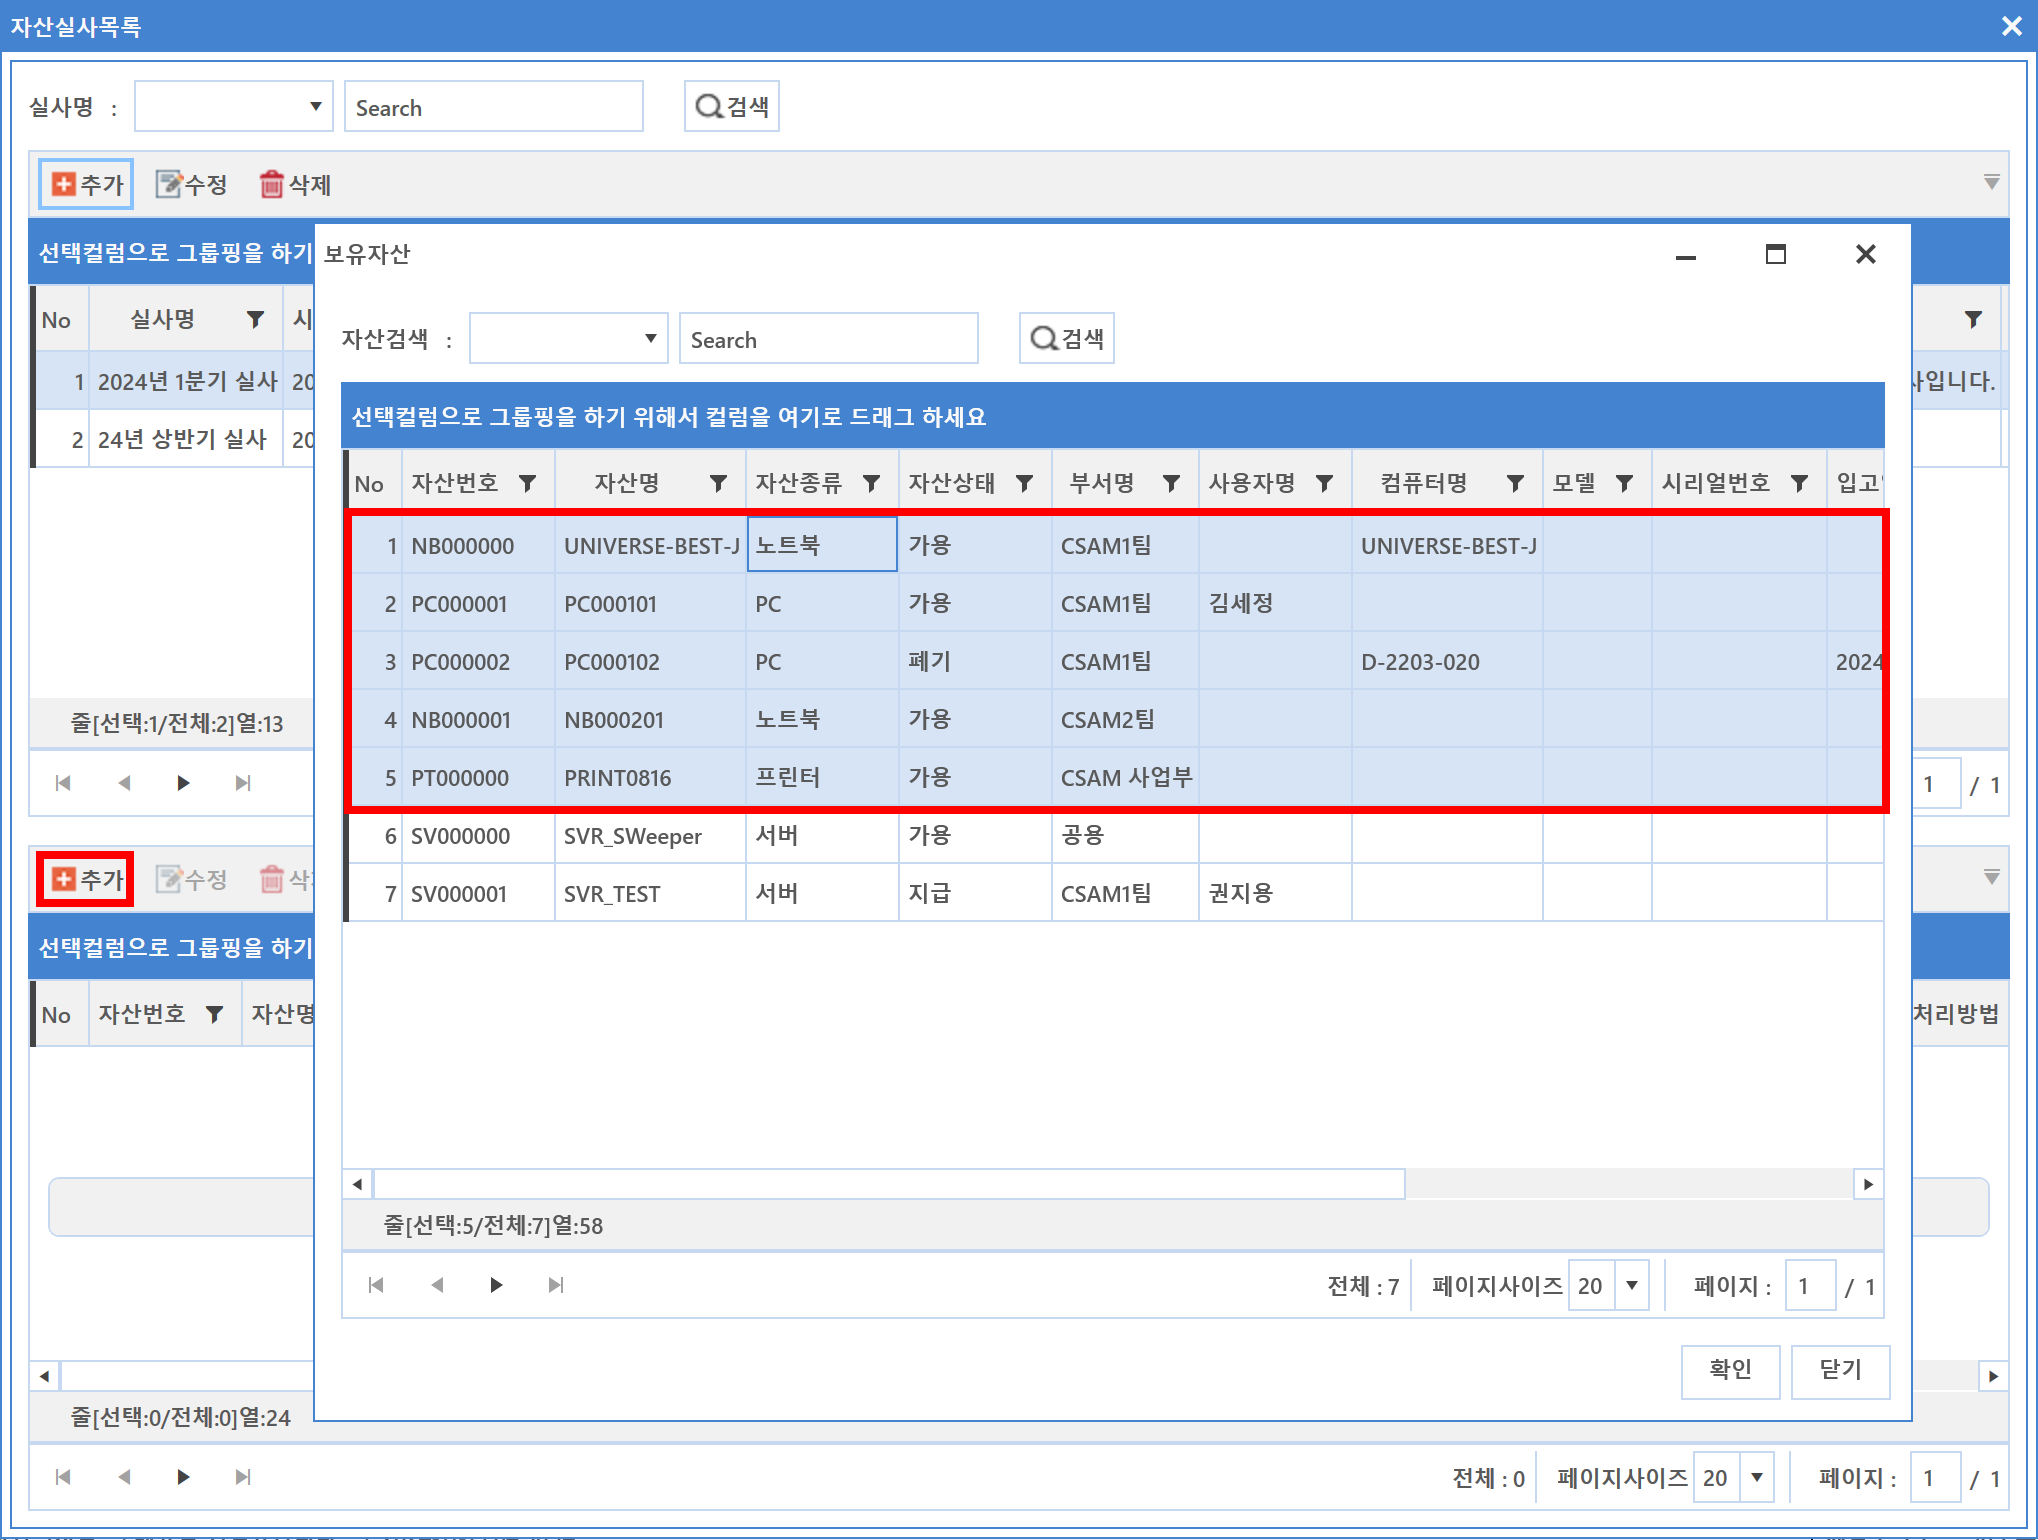 자산실사목록
실사명 : Search 검색
추가 수정 삭제
선택컬럼으로 그룹핑을 하기
No 실사명 시
1 2024년 1분기 실사 20 입니다.
2 24년 상반기 실사 20
줄[선택:1/전체:2]열:13
1 / 1
보유자산
자산검색 : Search 검색
선택컬럼으로 그룹핑을 하기 위해서 컬럼을 여기로 드래그 하세요
No 자산번호 자산명 자산종류 자산상태 부서명 사용자명 컴퓨터명 모델 시리얼번호 입고
1 NB000000 UNIVERSE-BEST-J 노트북 가용 CSAM1팀 UNIVERSE-BEST-J
2 PC000001 PC000101 PC 가용 CSAM1팀 김세정
3 PC000002 PC000102 PC 폐기 CSAM1팀 D-2203-020 2024
4 NB000001 NB000201 노트북 가용 CSAM2팀
5 PT000000 PRINT0816 프린터 가용 CSAM 사업부
6 SV000000 SVR_SWeeper 서버 가용 공용
7 SV000001 SVR_TEST 서버 지급 CSAM1팀 권지용
줄[선택:5/전체:7]열:58
전체 : 7 페이지사이즈 20 페이지 : 1 / 1
확인 닫기
추가 수정
선택컬럼으로 그룹핑을 하기
No 자산번호 자산명 처리방법
줄[선택:0/전체:0]열:24
전체 : 0 페이지사이즈 20 페이지 : 1 / 1